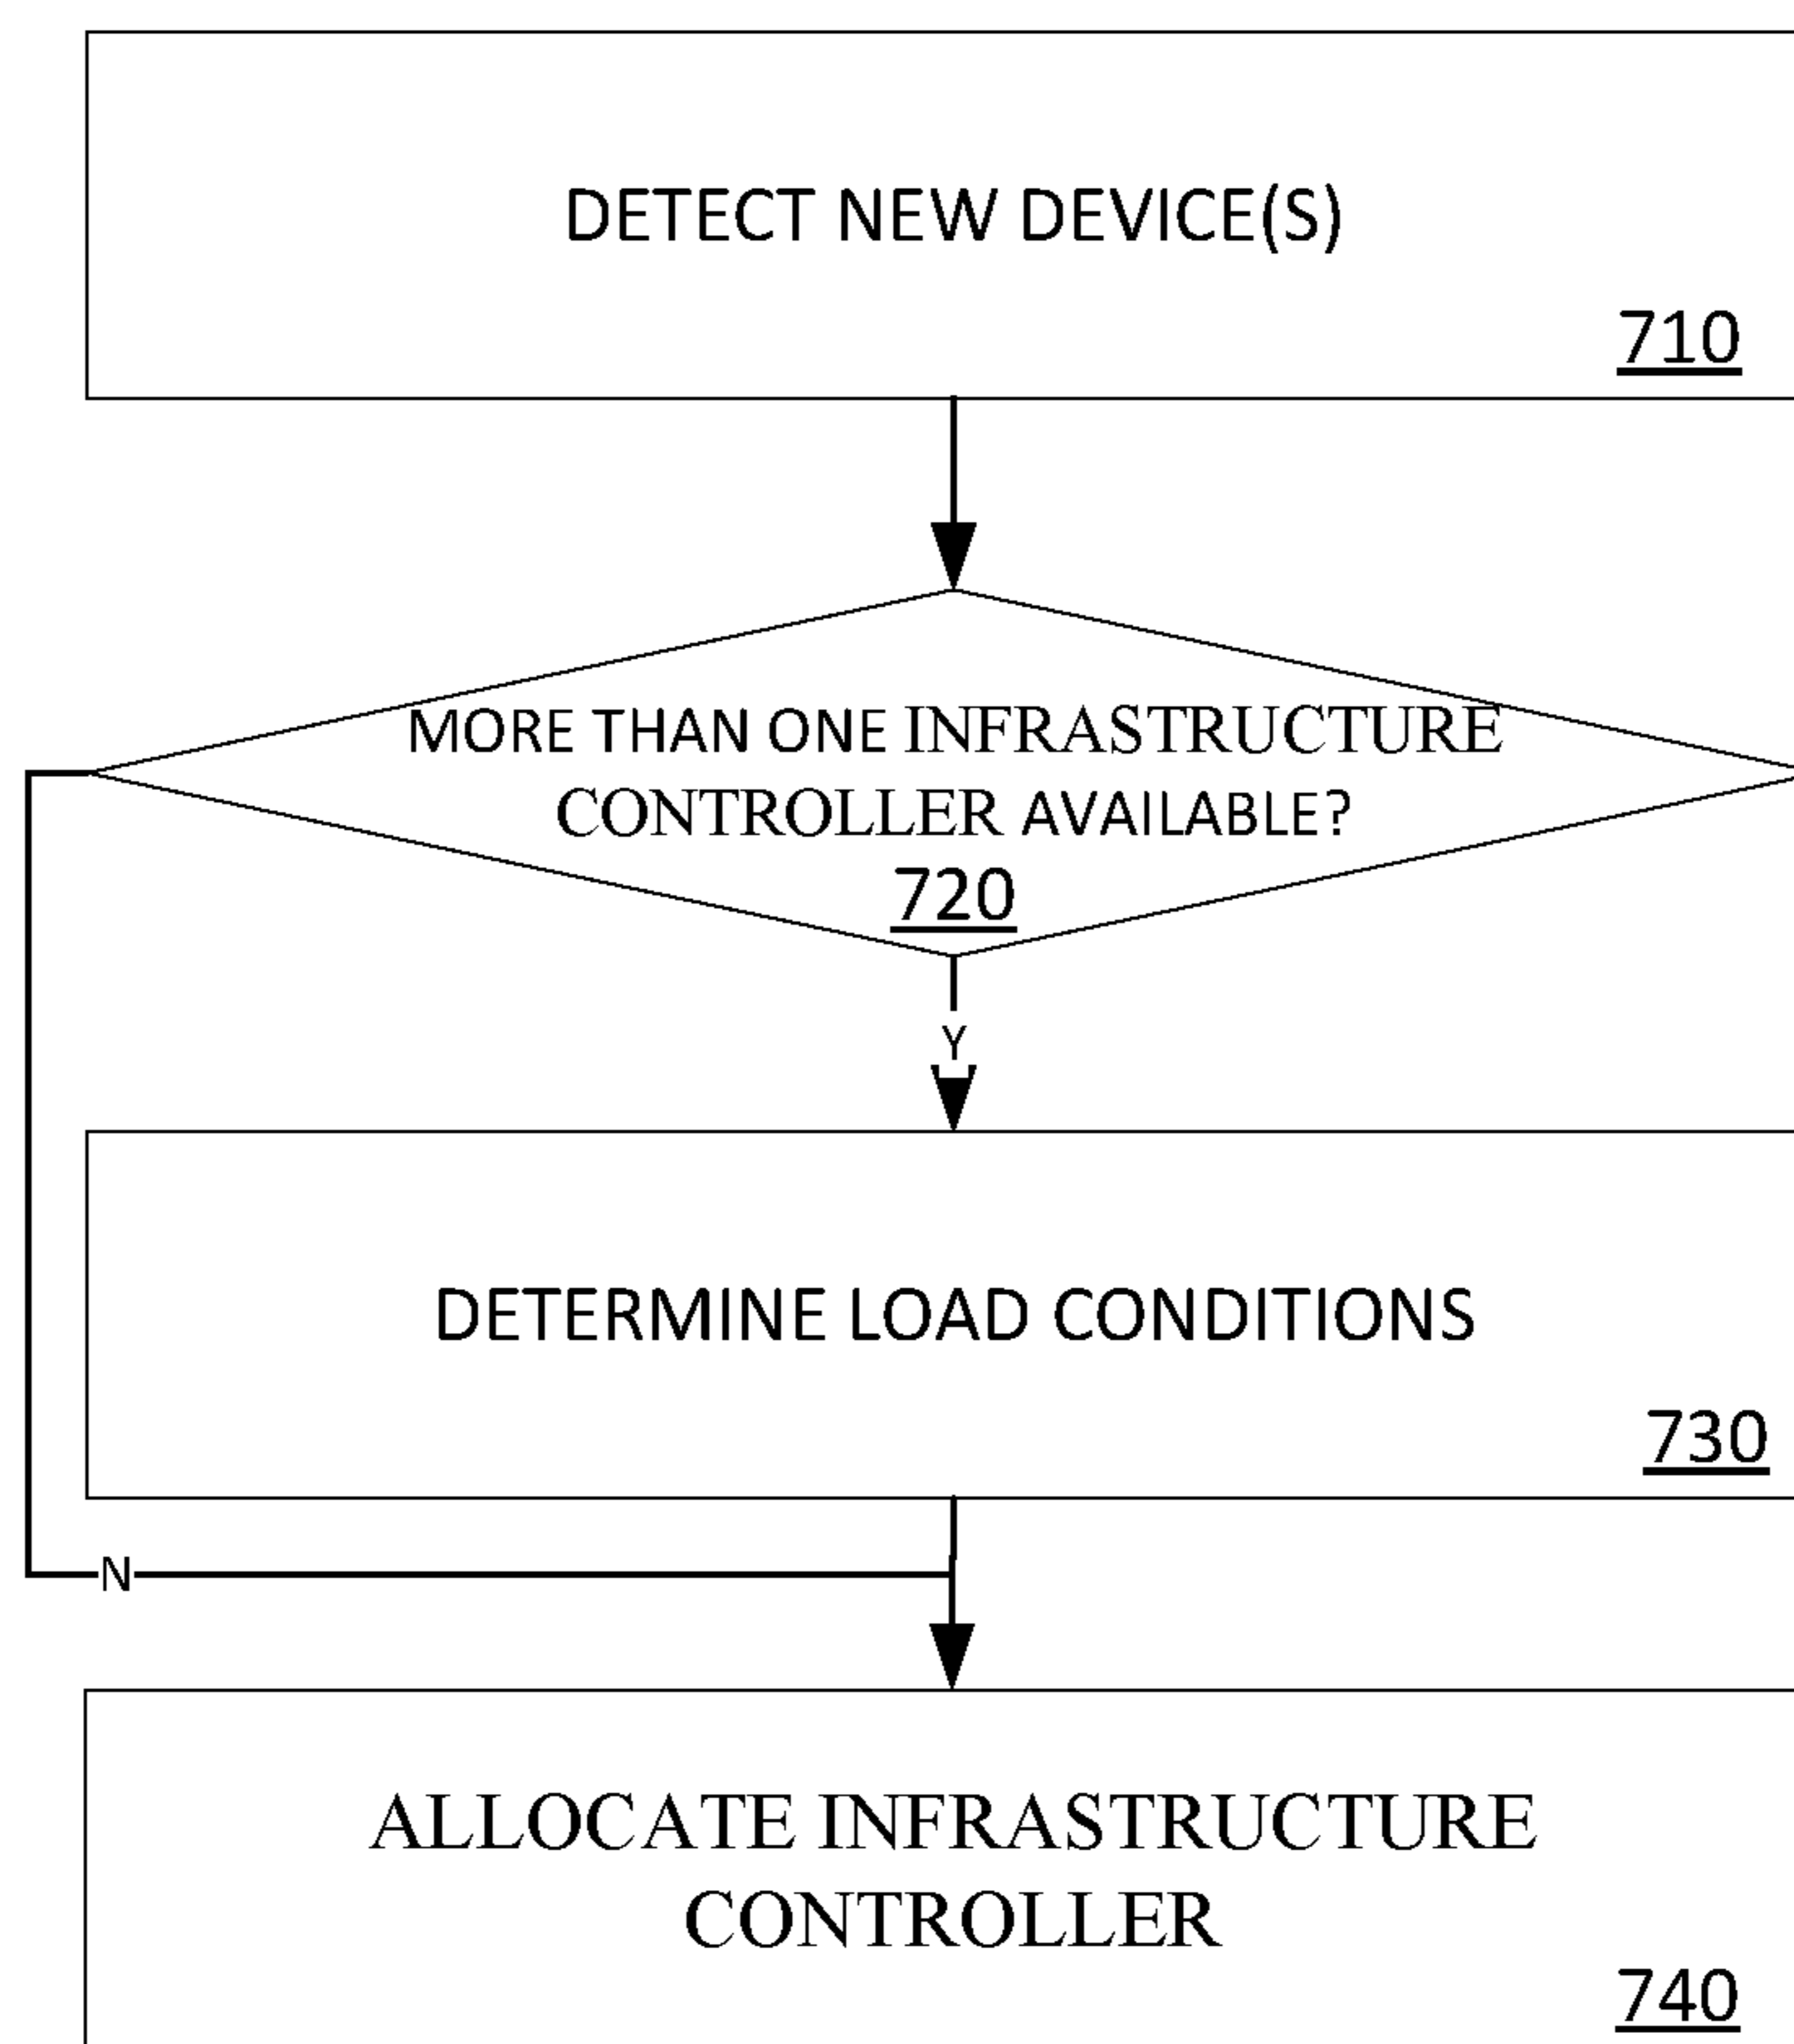 DETECT NEW DEVICE(S)
710
MORE THAN ONE INFRASTRUCTURE
CONTROLLER AVAILABLE?
720
Y
DETERMINE LOAD CONDITIONS
730
N
ALLOCATE INFRASTRUCTURE
CONTROLLER
740